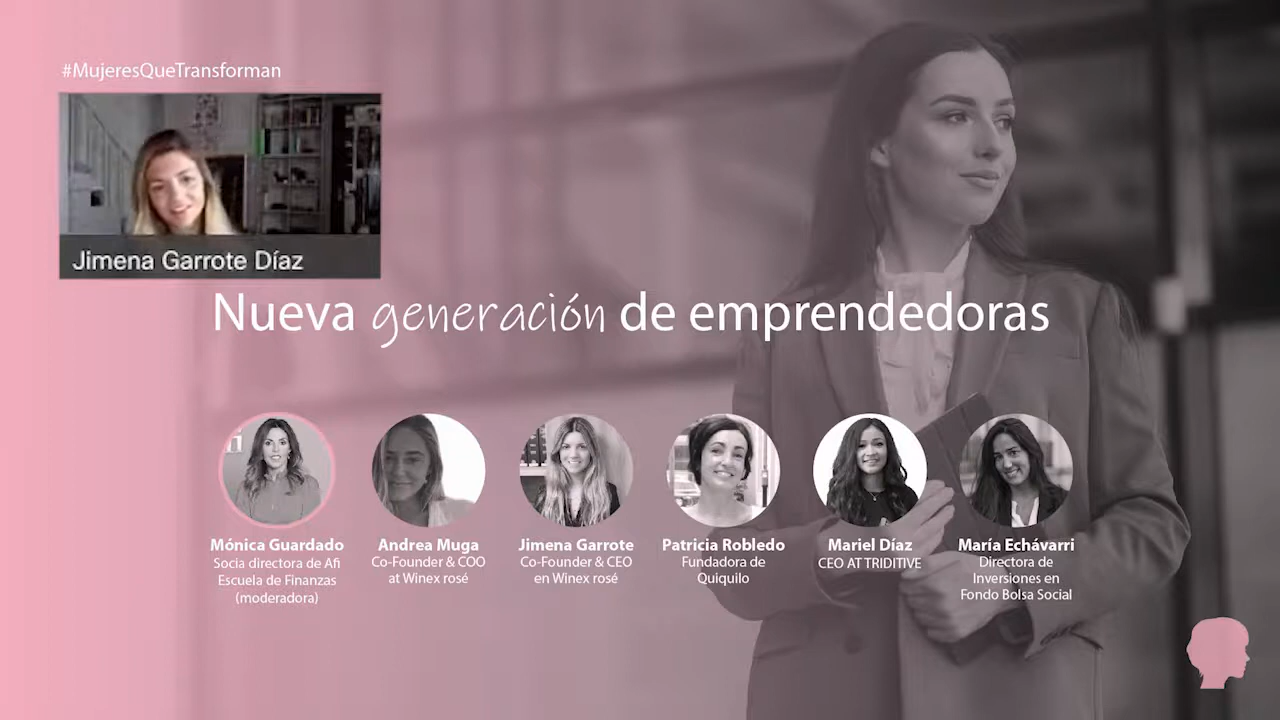 #MujeresQueTransforman
Jimena Garrote Díaz
Nueva generación de emprendedoras
Mónica Guardado
Socia directora de Afi
Escuela de Finanzas
(moderadora)
Andrea Muga
Co-Founder & COO
at Winex rosé
Jimena Garrote
Co-Founder & CEO
en Winex rosé
Patricia Robledo
Fundadora de
Quiquilo
Mariel Díaz
CEO AT TRIDITIVE
María Echávarri
Directora de
Inversiones en
Fondo Bolsa Social